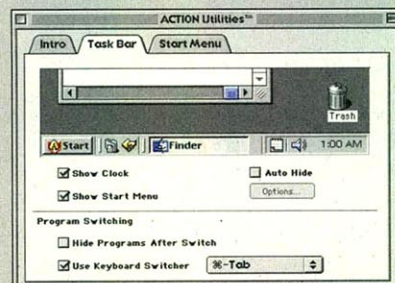 ACTION Utilities™
Intro Task Bar Start Menu
Trash
Start Finder 1:00 AM
Show Clock Auto Hide
Show Start Menu Options...
Program Switching
Hide Programs After Switch
Use Keyboard Switcher ⌘-Tab